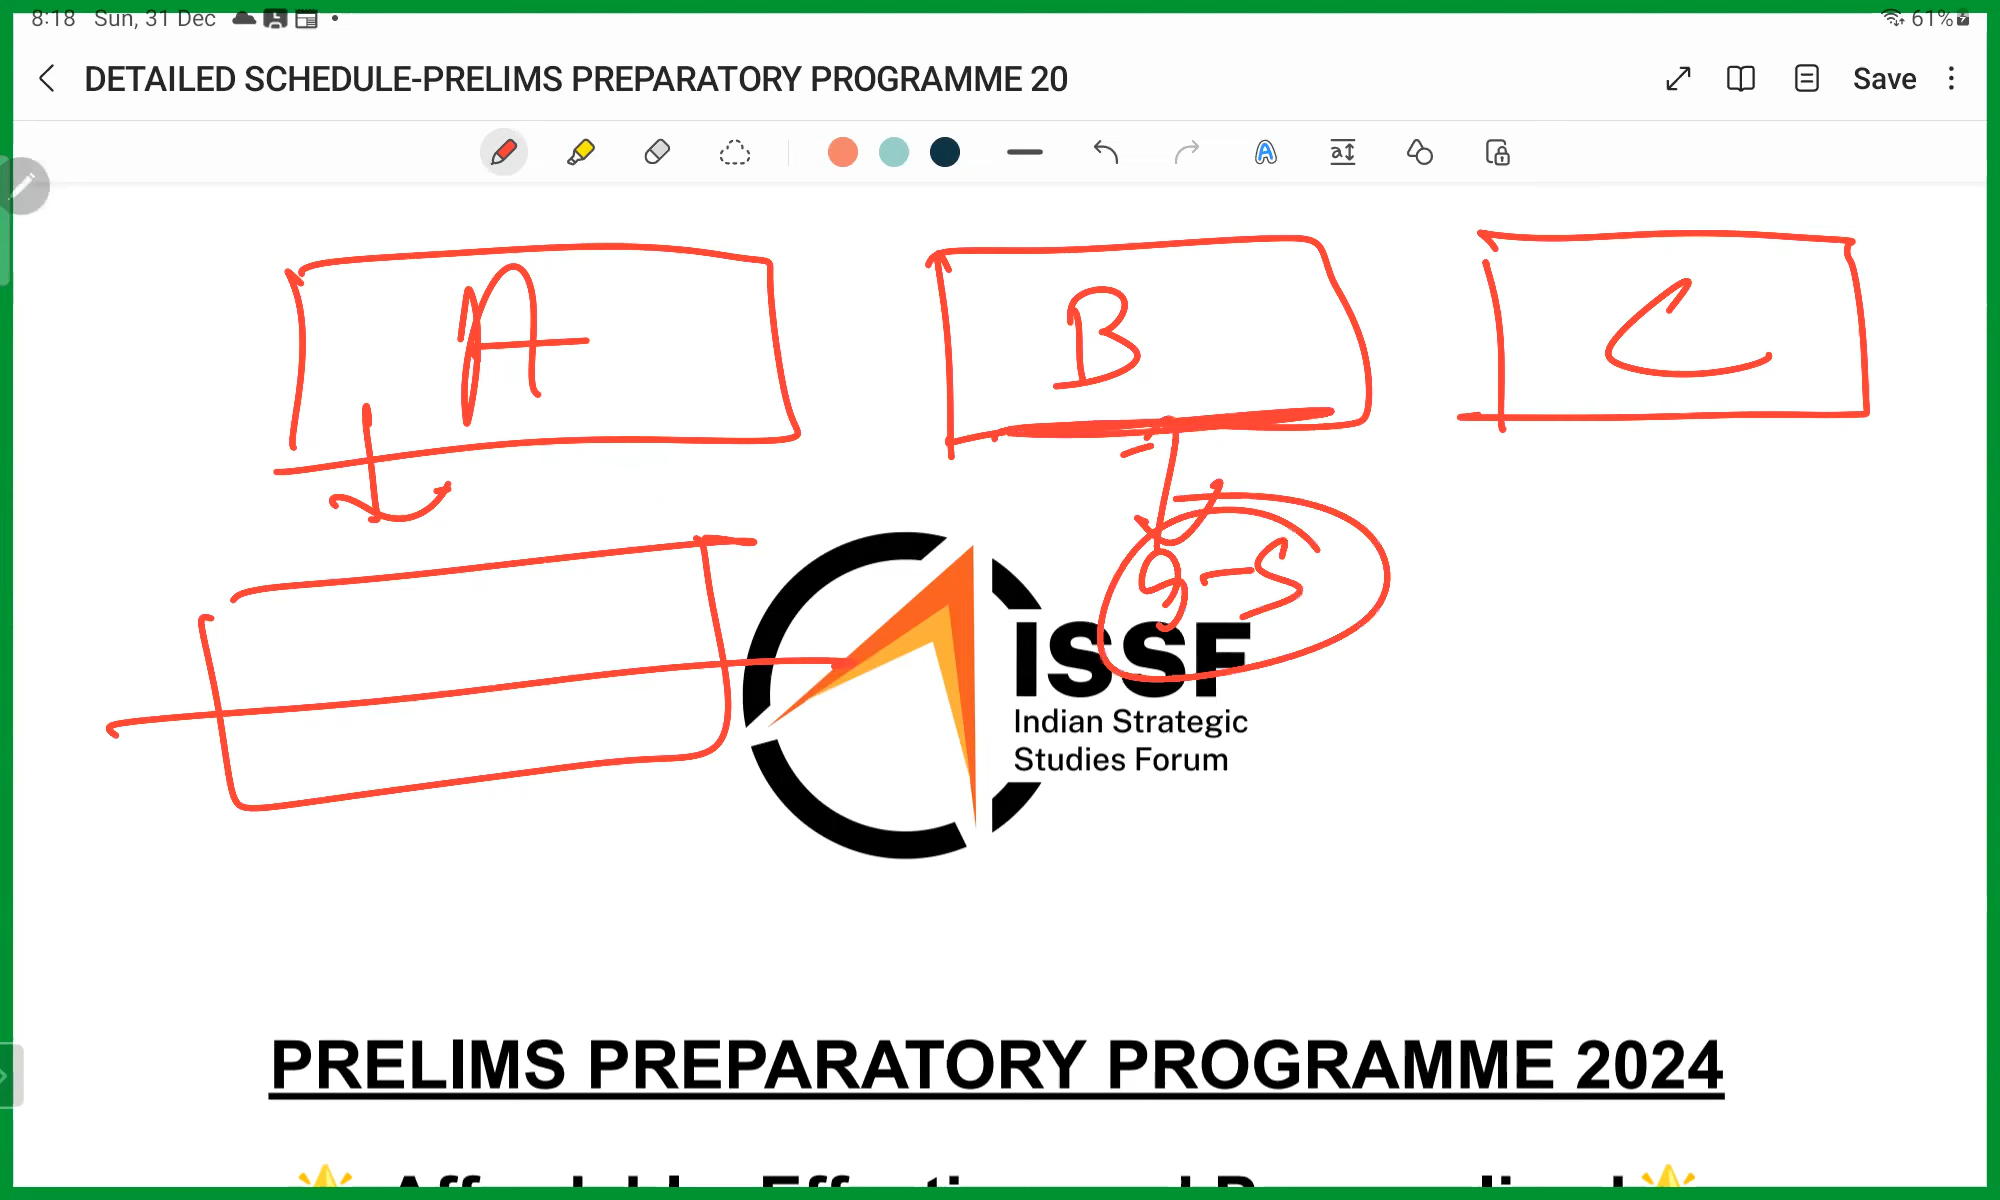 8:18 Sun, 31 Dec
61%
DETAILED SCHEDULE-PRELIMS PREPARATORY PROGRAMME 20
Save
A
B
C
9-5
ISSF
Indian Strategic
Studies Forum
PRELIMS PREPARATORY PROGRAMME 2024